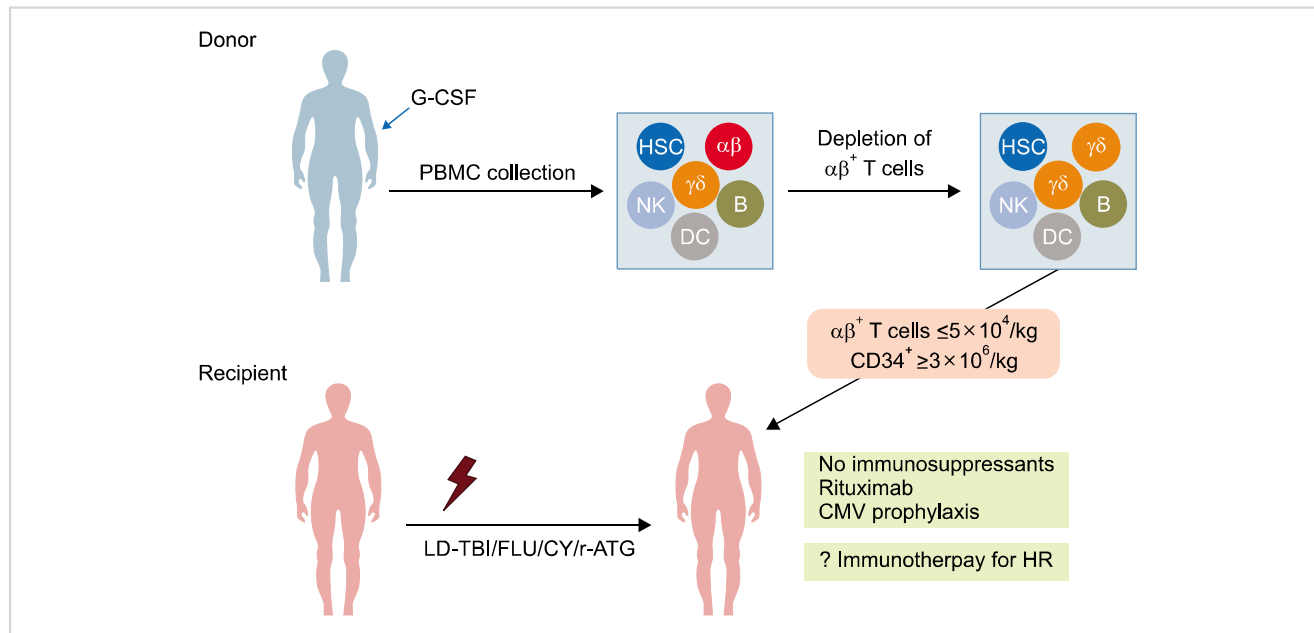 Donor
G-CSF
PBMC collection
HSC
αβ
γδ
NK
B
DC
Depletion of
αβ⁺ T cells
HSC
γδ
γδ
NK
B
DC
αβ⁺ T cells ≤5×10⁴/kg
CD34⁺ ≥3×10⁶/kg
Recipient
LD-TBI/FLU/CY/r-ATG
No immunosuppressants
Rituximab
CMV prophylaxis
? Immunotherpay for HR